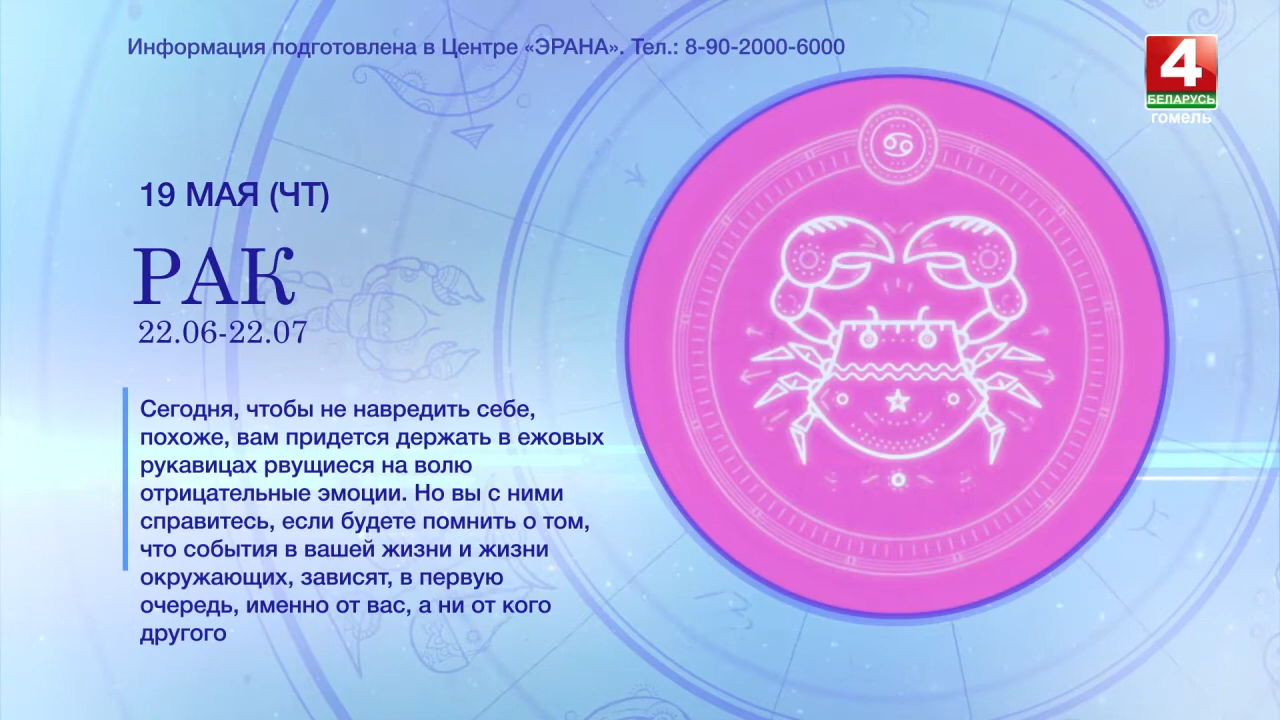 Информация подготовлена в Центре «ЭРАНА». Тел.: 8-90-2000-6000
4
БЕЛАРУСЬ
гомель
19 МАЯ (ЧТ)
РАК
22.06-22.07
Сегодня, чтобы не навредить себе,
похоже, вам придется держать в ежовых
рукавицах рвущиеся на волю
отрицательные эмоции. Но вы с ними
справитесь, если будете помнить о том,
что события в вашей жизни и жизни
окружающих, зависят, в первую
очередь, именно от вас, а ни от кого
другого